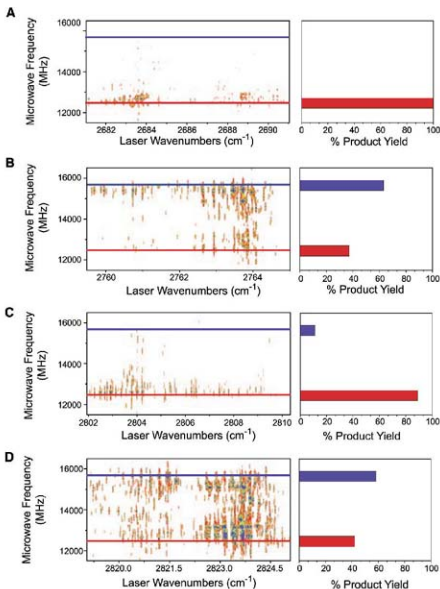 A
Microwave Frequency
(MHz)
16000
14000
12000
2682 2684 2686 2688 2690
Laser Wavenumbers (cm-1)
0 20 40 60 80 100
% Product Yield
B
Microwave Frequency
(MHz)
16000
14000
12000
2760 2762 2764
Laser Wavenumbers (cm-1)
0 20 40 60 80 100
% Product Yield
C
Microwave Frequency
(MHz)
16000
14000
12000
2802 2804 2806 2808 2810
Laser Wavenumbers (cm-1)
0 20 40 60 80 100
% Product Yield
D
Microwave Frequency
(MHz)
16000
14000
12000
2820.0 2821.5 2823.0 2824.5
Laser Wavenumbers (cm-1)
0 20 40 60 80 100
% Product Yield